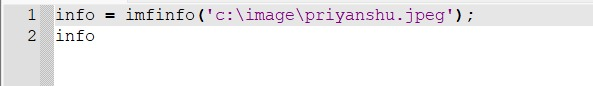 1 info = imfinfo('c:\image\priyanshu.jpeg');
2 info